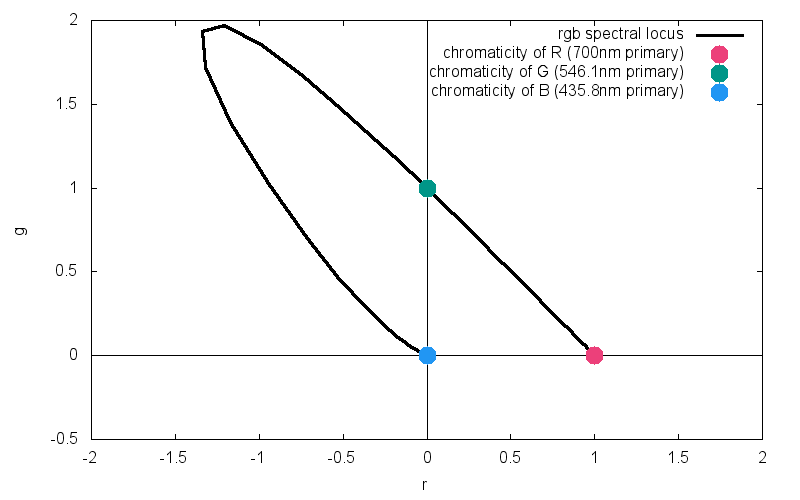 rgb spectral locus
chromaticity of R (700nm primary)
chromaticity of G (546.1nm primary)
chromaticity of B (435.8nm primary)
2
1.5
1
0.5
0
-0.5
g
-2 -1.5 -1 -0.5 0 0.5 1 1.5 2
r